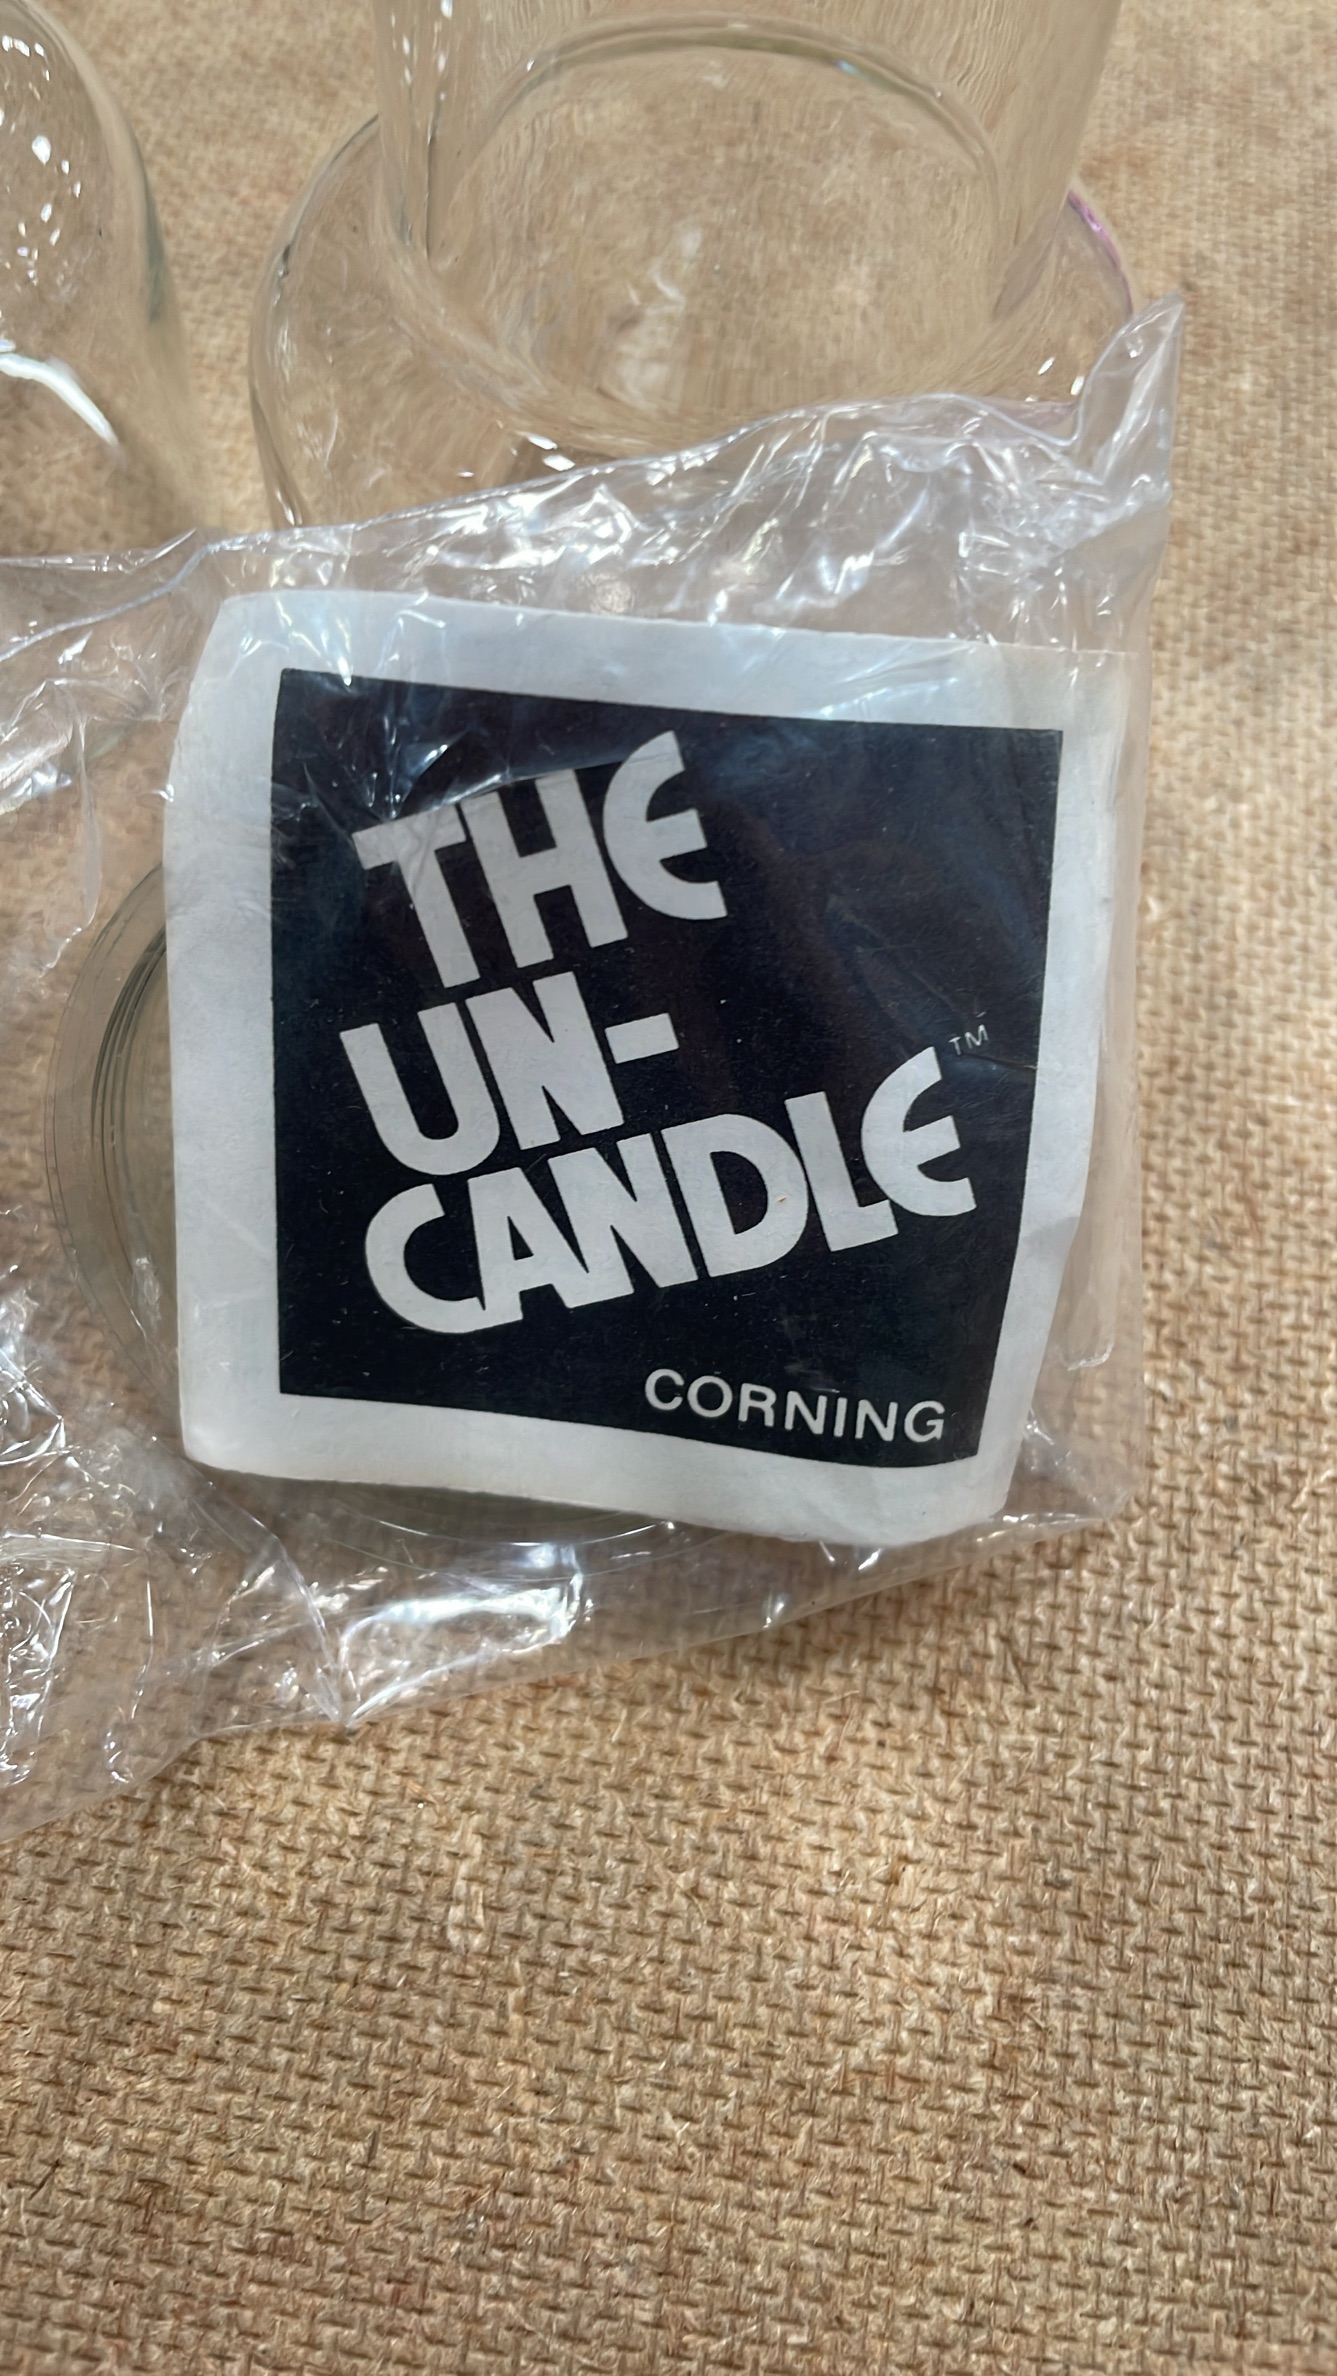 THE
UN-
CANDLE™
CORNING